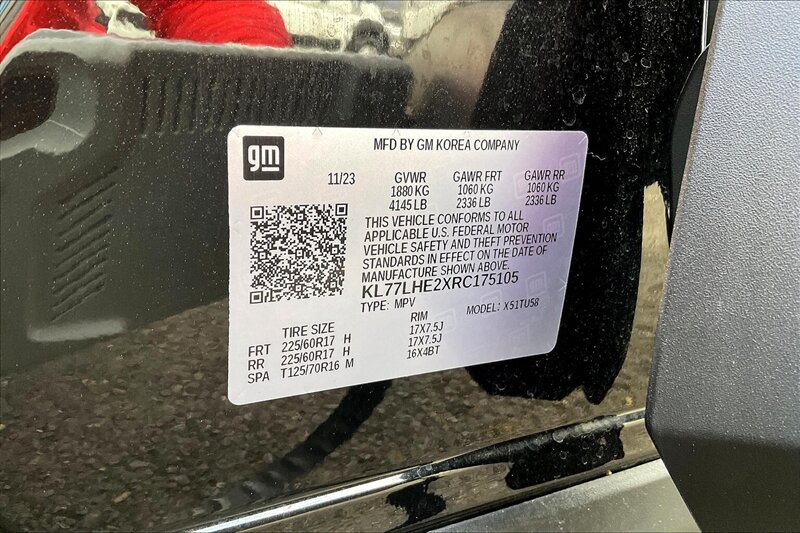 gm
MFD BY GM KOREA COMPANY
11/23 GVWR GAWR FRT GAWR RR
1880 KG 1060 KG 1060 KG
4145 LB 2336 LB 2336 LB
THIS VEHICLE CONFORMS TO ALL
APPLICABLE U.S. FEDERAL MOTOR
VEHICLE SAFETY AND THEFT PREVENTION
STANDARDS IN EFFECT ON THE DATE OF
MANUFACTURE SHOWN ABOVE.
KL77LHE2XRC175105
TYPE: MPV MODEL: X51TU58
TIRE SIZE RIM
FRT 225/60R17 H 17X7.5J
RR 225/60R17 H 17X7.5J
SPA T125/70R16 M 16X4BT